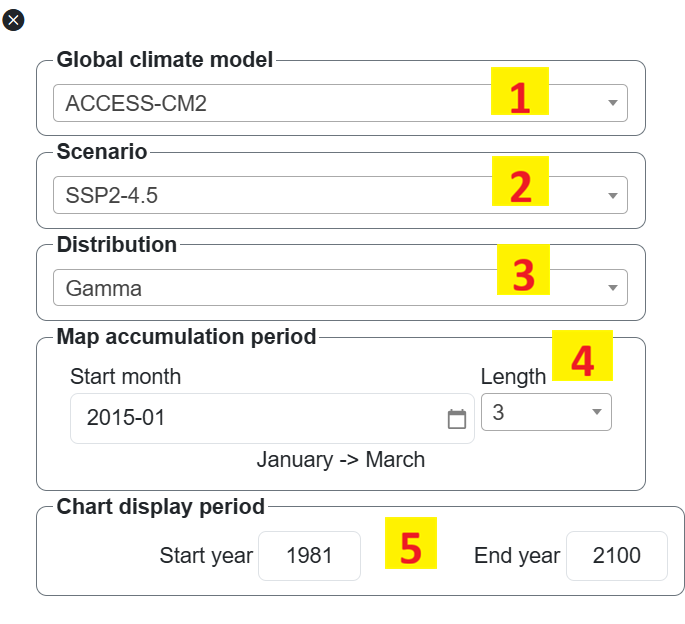 Global climate model
ACCESS-CM2 1
Scenario
SSP2-4.5 2
Distribution
Gamma 3
Map accumulation period
4
Start month Length
2015-01 3
January -> March
Chart display period
Start year 1981 5 End year 2100